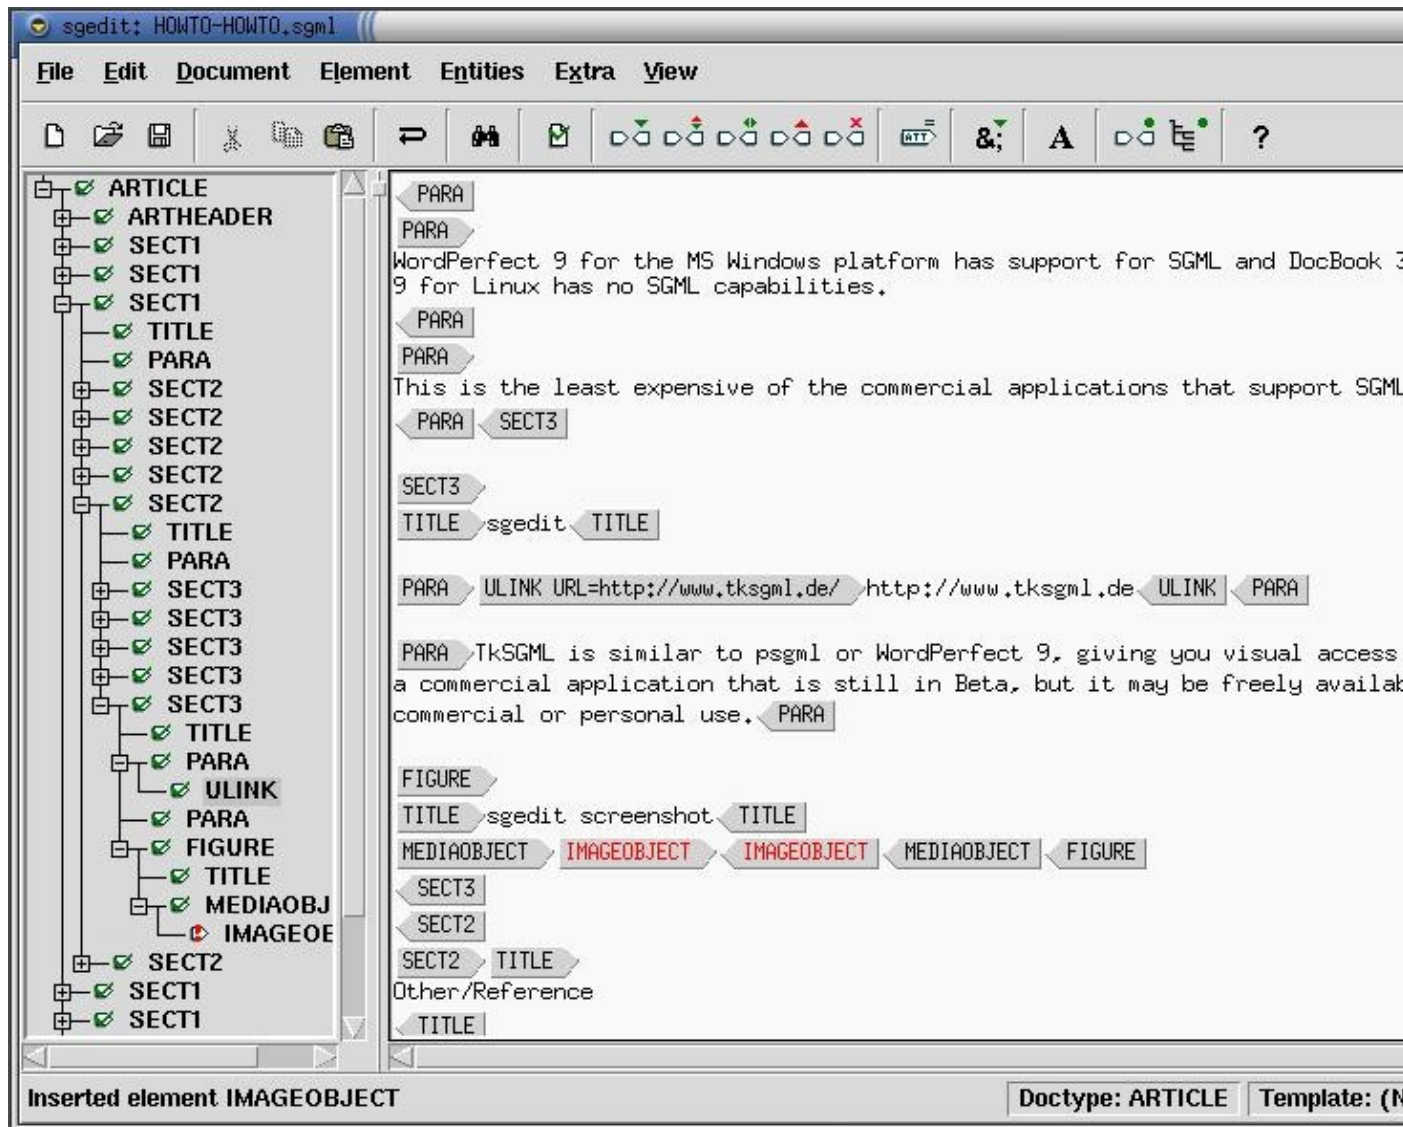 sgedit: HOWTO-HOWTO.sgml
File Edit Document Element Entities Extra View
ATT &; A ?
ARTICLE
ARTHEADER
SECT1
SECT1
SECT1
TITLE
PARA
SECT2
SECT2
SECT2
SECT2
SECT2
TITLE
PARA
SECT3
SECT3
SECT3
SECT3
SECT3
TITLE
PARA
ULINK
PARA
FIGURE
TITLE
MEDIAOBJ
IMAGEOE
SECT2
SECT1
SECT1
PARA
PARA
WordPerfect 9 for the MS Windows platform has support for SGML and DocBook 3
9 for Linux has no SGML capabilities.
PARA
PARA
This is the least expensive of the commercial applications that support SGML
PARA SECT3
SECT3
TITLE sgedit TITLE
PARA ULINK URL=http://www.tksgml.de/ http://www.tksgml.de ULINK PARA
PARA TkSGML is similar to psgml or WordPerfect 9, giving you visual access
a commercial application that is still in Beta, but it may be freely availab
commercial or personal use. PARA
FIGURE
TITLE sgedit screenshot TITLE
MEDIAOBJECT IMAGEOBJECT IMAGEOBJECT MEDIAOBJECT FIGURE
SECT3
SECT2
SECT2 TITLE
Other/Reference
TITLE
Inserted element IMAGEOBJECT
Doctype: ARTICLE Template: (N